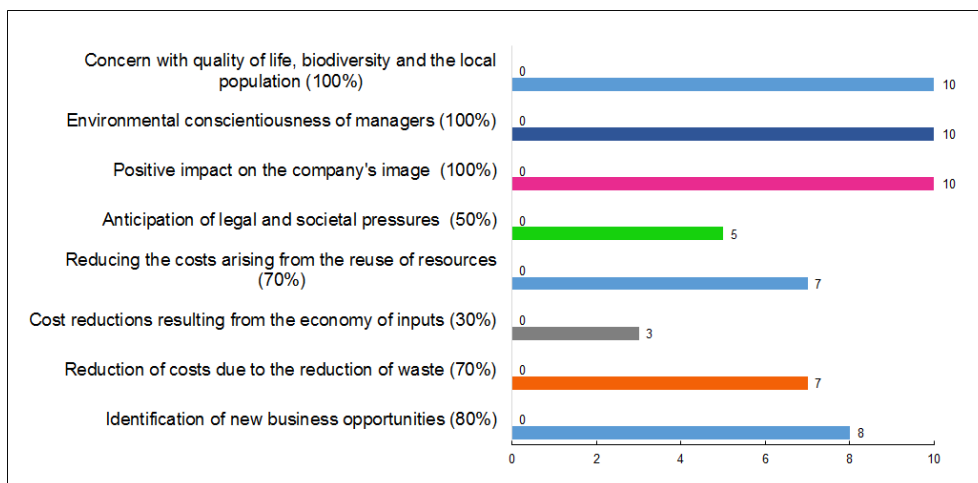 Concern with quality of life, biodiversity and the local
population (100%)
0
10
Environmental conscientiousness of managers (100%)
0
10
Positive impact on the company's image (100%)
0
10
Anticipation of legal and societal pressures (50%)
0
5
Reducing the costs arising from the reuse of resources
(70%)
0
7
Cost reductions resulting from the economy of inputs (30%)
0
3
Reduction of costs due to the reduction of waste (70%)
0
7
Identification of new business opportunities (80%)
0
8
0 2 4 6 8 10